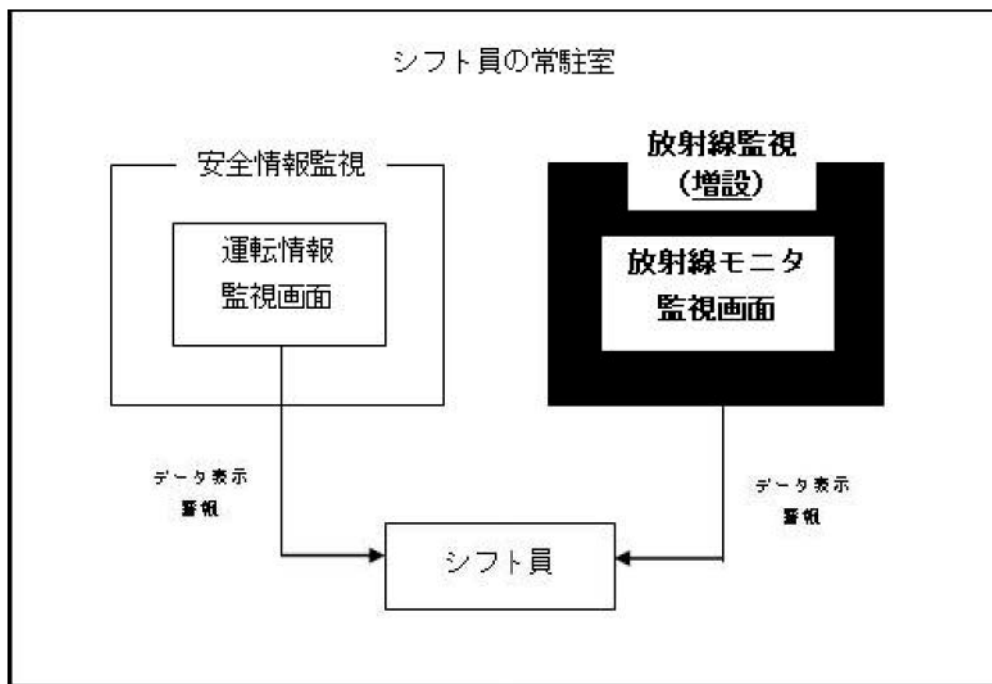 シフト員の常駐室
安全情報監視
運転情報
監視画面
放射線監視
（増設）
放射線モニタ
監視画面
データ表示
警報
データ表示
警報
シフト員